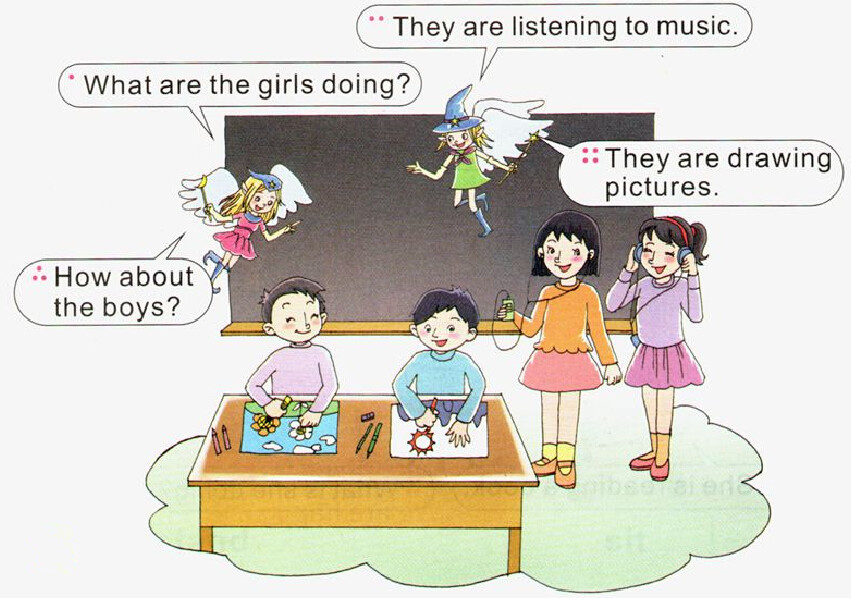 What are the girls doing?
They are listening to music.
How about
the boys?
They are drawing
pictures.